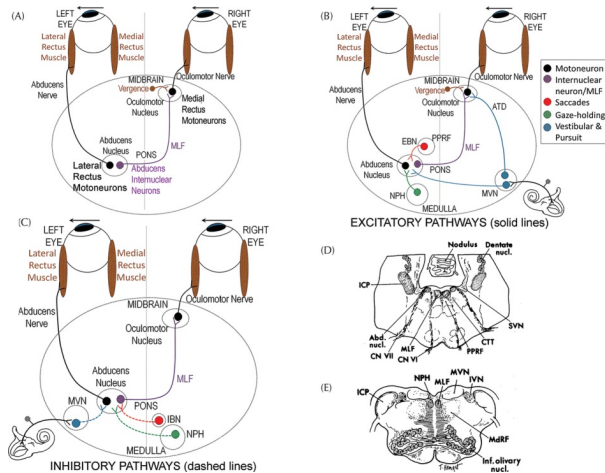 (A)
LEFT
EYE
RIGHT
EYE
Lateral
Rectus
Muscle
Medial
Rectus
Muscle
Abducens
Nerve
MIDBRAIN
Vergence
Oculomotor
Nucleus
Oculomotor Nerve
Medial
Rectus
Motoneurons
Abducens
Nucleus
PONS
MLF
Lateral
Rectus
Motoneurons
Abducens
Internuclear
Neurons
(B)
LEFT
EYE
RIGHT
EYE
Lateral
Rectus
Muscle
Medial
Rectus
Muscle
Abducens
Nerve
MIDBRAIN
Vergence
Oculomotor
Nucleus
Oculomotor Nerve
ATD
EBN
PPRF
MLF
Abducens
Nucleus
PONS
NPH
MVN
MEDULLA
EXCITATORY PATHWAYS (solid lines)
Motoneuron
Internuclear
neuron/MLF
Saccades
Gaze-holding
Vestibular &
Pursuit
(C)
LEFT
EYE
RIGHT
EYE
Lateral
Rectus
Muscle
Medial
Rectus
Muscle
Abducens
Nerve
Oculomotor Nerve
MIDBRAIN
Oculomotor
Nucleus
MLF
Abducens
Nucleus
MVN
PONS
IBN
NPH
MEDULLA
INHIBITORY PATHWAYS (dashed lines)
(D)
Nodulus
Dentate
nucl.
ICP
SVN
Abd.
nucl.
CTT
MLF
PPRF
CN VII
CN VI
(E)
NPH
MVN
MLF
IVN
ICP
MdRF
Inf. olivary
nucl.